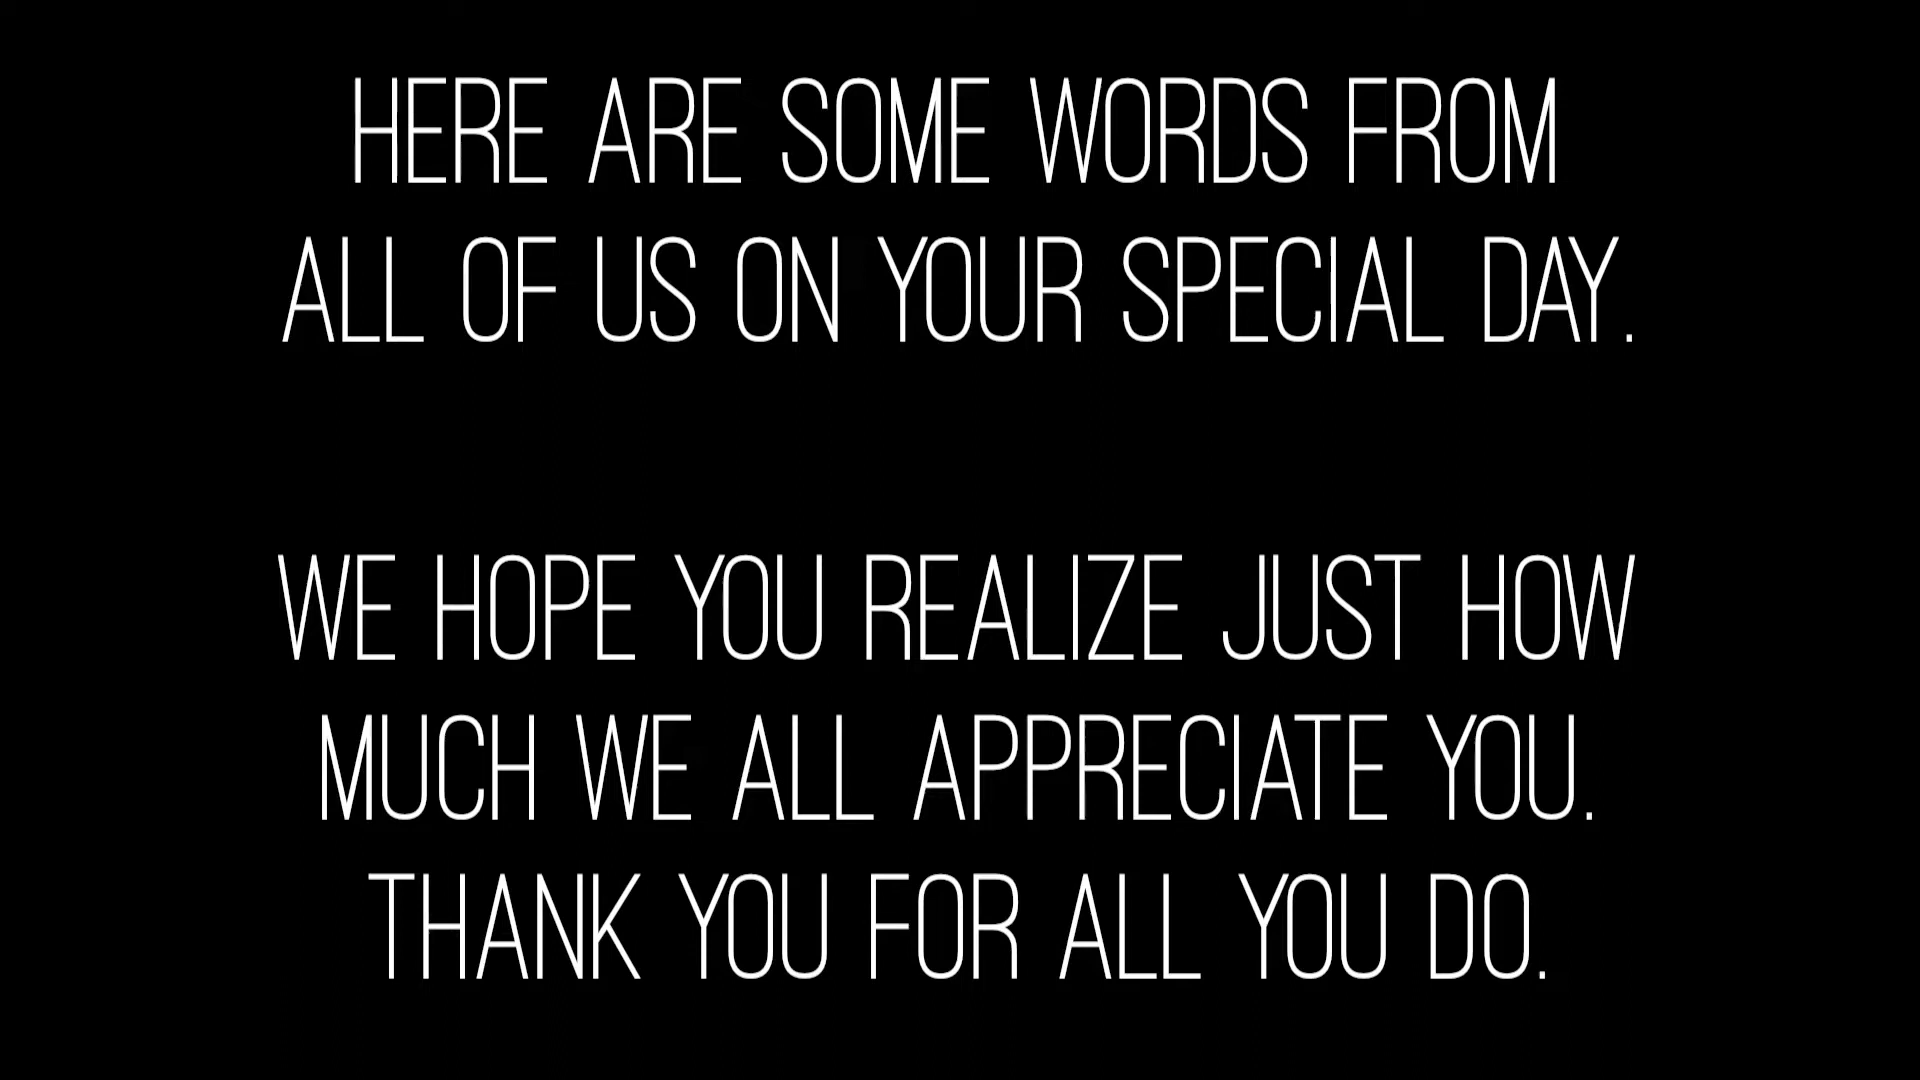 HERE ARE SOME WORDS FROM
ALL OF US ON YOUR SPECIAL DAY.
WE HOPE YOU REALIZE JUST HOW
MUCH WE ALL APPRECIATE YOU.
THANK YOU FOR ALL YOU DO.